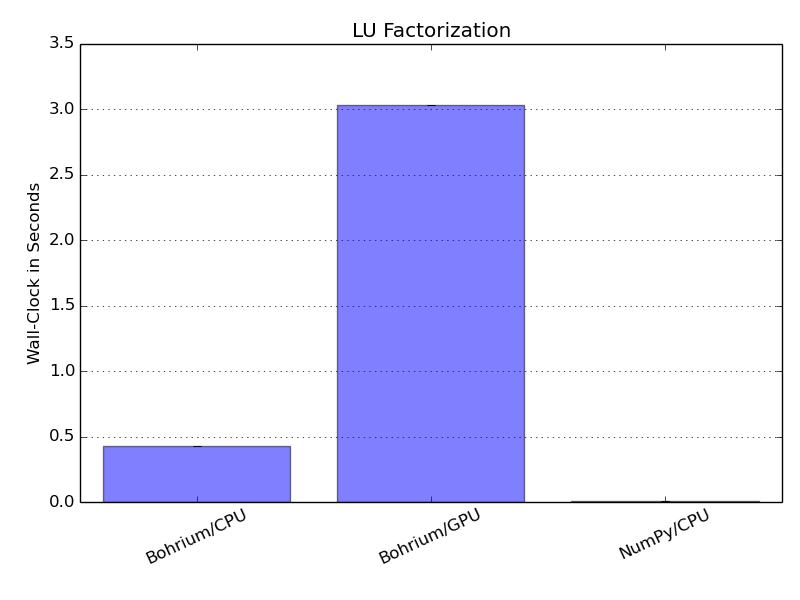 LU Factorization
3.5
3.0
2.5
2.0
1.5
1.0
0.5
0.0
Wall-Clock in Seconds
Bohrium/CPU
Bohrium/GPU
NumPy/CPU